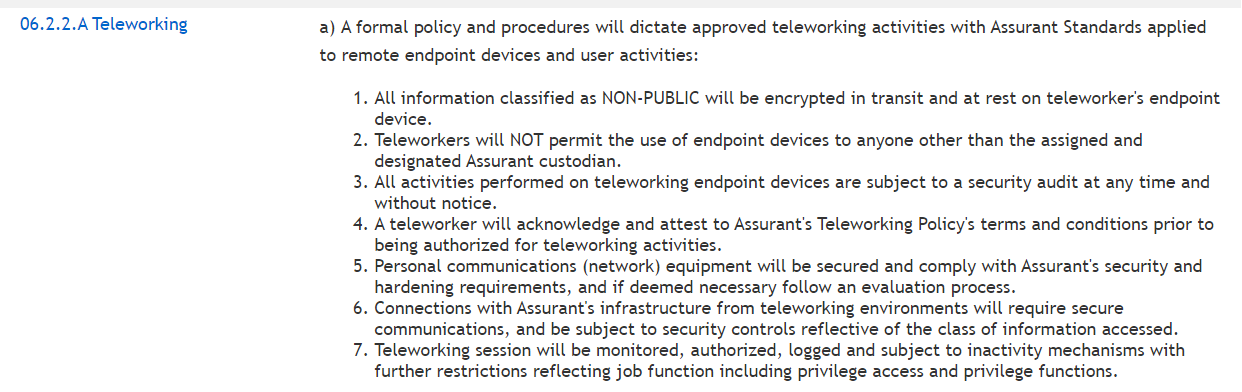 06.2.2.A Teleworking
a) A formal policy and procedures will dictate approved teleworking activities with Assurant Standards applied
to remote endpoint devices and user activities:
1. All information classified as NON-PUBLIC will be encrypted in transit and at rest on teleworker's endpoint
device.
2. Teleworkers will NOT permit the use of endpoint devices to anyone other than the assigned and
designated Assurant custodian.
3. All activities performed on teleworking endpoint devices are subject to a security audit at any time and
without notice.
4. A teleworker will acknowledge and attest to Assurant's Teleworking Policy's terms and conditions prior to
being authorized for teleworking activities.
5. Personal communications (network) equipment will be secured and comply with Assurant's security and
hardening requirements, and if deemed necessary follow an evaluation process.
6. Connections with Assurant's infrastructure from teleworking environments will require secure
communications, and be subject to security controls reflective of the class of information accessed.
7. Teleworking session will be monitored, authorized, logged and subject to inactivity mechanisms with
further restrictions reflecting job function including privilege access and privilege functions.